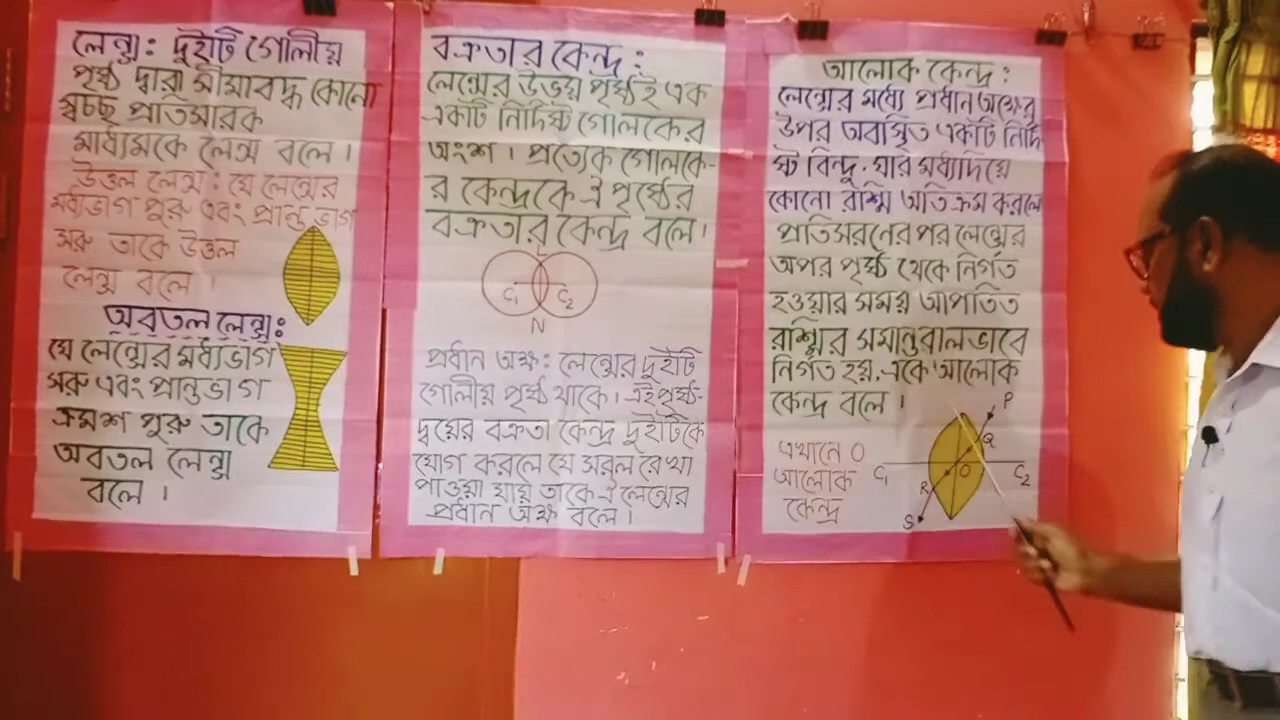 লেন্স: দুইটি গোলীয়
পৃষ্ঠ দ্বারা সীমাবদ্ধ কোনো
স্বচ্ছ প্রতিসারক
মাধ্যমকে লেন্স বলে।
উত্তল লেন্স: যে লেন্সের
মধ্যভাগ পুরু এবং প্রান্ত ভাগ
সরু তাকে উত্তল
লেন্স বলে।
অবতল লেন্স:
যে লেন্সের মধ্যভাগ
সরু এবং প্রান্তভাগ
ক্রমশ পুরু তাকে
অবতল লেন্স
বলে।
বক্রতার কেন্দ্র:
লেন্সের উভয় পৃষ্ঠই এক
একটি নির্দিষ্ট গোলকের
অংশ। প্রত্যেক গোলকে-
র কেন্দ্রকে ঐ পৃষ্ঠের
বক্রতার কেন্দ্র বলে।
L
C₁ C₂
N
প্রধান অক্ষ: লেন্সের দুইটি
গোলীয় পৃষ্ঠ থাকে। এই পৃষ্ঠ-
দ্বয়ের বক্রতা কেন্দ্র দুইটিকে
যোগ করলে যে সরল রেখা
পাওয়া যায় তাকে ঐ লেন্সের
প্রধান অক্ষ বলে।
আলোক কেন্দ্র:
লেন্সের মধ্যে প্রধান অক্ষের
উপর অবস্থিত একটি নির্দি
ষ্ট বিন্দু, যার মধ্যদিয়ে
কোনো রশ্মি অতিক্রম করলে
প্রতিসরনের পর লেন্সের
অপর পৃষ্ঠ থেকে নির্গত
হওয়ার সময় আপতিত
রশ্মির সমান্তরালভাবে
নির্গত হয়, একে আলোক
কেন্দ্র বলে।
এখানে O
আলোক
কেন্দ্র
P
Q
C₁ O C₂
R
S